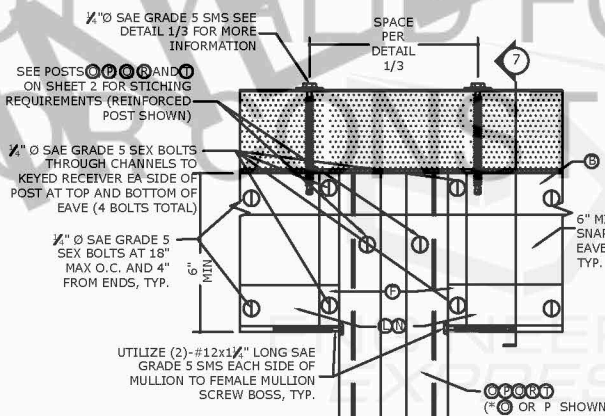 ¼"Ø SAE GRADE 5 SMS SEE
DETAIL 1/3 FOR MORE
INFORMATION
SPACE
PER
DETAIL
1/3
7
SEE POSTS O P Q R AND T
ON SHEET 2 FOR STICHING
REQUIREMENTS (REINFORCED
POST SHOWN)
¼" Ø SAE GRADE 5 SEX BOLTS
THROUGH CHANNELS TO
KEYED RECEIVER EA SIDE OF
POST AT TOP AND BOTTOM OF
EAVE (4 BOLTS TOTAL)
B
¼" Ø SAE GRADE 5
SEX BOLTS AT 18"
MAX O.C. AND 4"
FROM ENDS, TYP.
6"
MIN
6" MI
SNAP
EAVE
TYP.
F
L N
UTILIZE (2)-#12x1¼" LONG SAE
GRADE 5 SMS EACH SIDE OF
MULLION TO FEMALE MULLION
SCREW BOSS, TYP.
O P Q R T
OR P SHOWN
ENGINEE
EXPRES